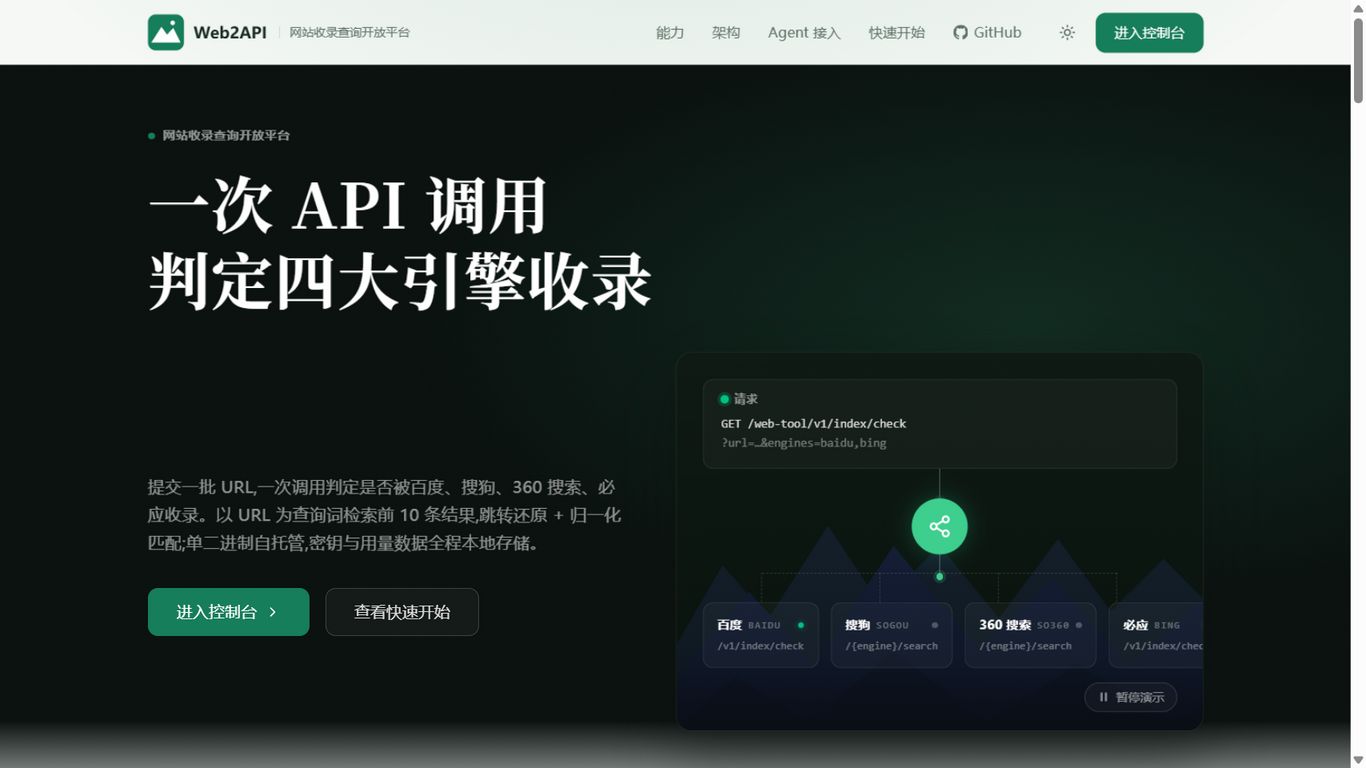 Web2API 网站收录查询开放平台
能力 架构 Agent 接入 快速开始 GitHub 进入控制台
网站收录查询开放平台
一次 API 调用
判定四大引擎收录
提交一批 URL,一次调用判定是否被百度、搜狗、360 搜索、必
应收录。以 URL 为查询词检索前 10 条结果,跳转还原 + 归一化
匹配;单二进制自托管,密钥与用量数据全程本地存储。
进入控制台
查看快速开始
请求
GET /web-tool/v1/index/check
?url=…&engines=baidu,bing
百度 BAIDU
/v1/index/check
搜狗 SOGOU
/{engine}/search
360 搜索 SO360
/{engine}/search
必应 BING
/v1/index/chec
暂停演示